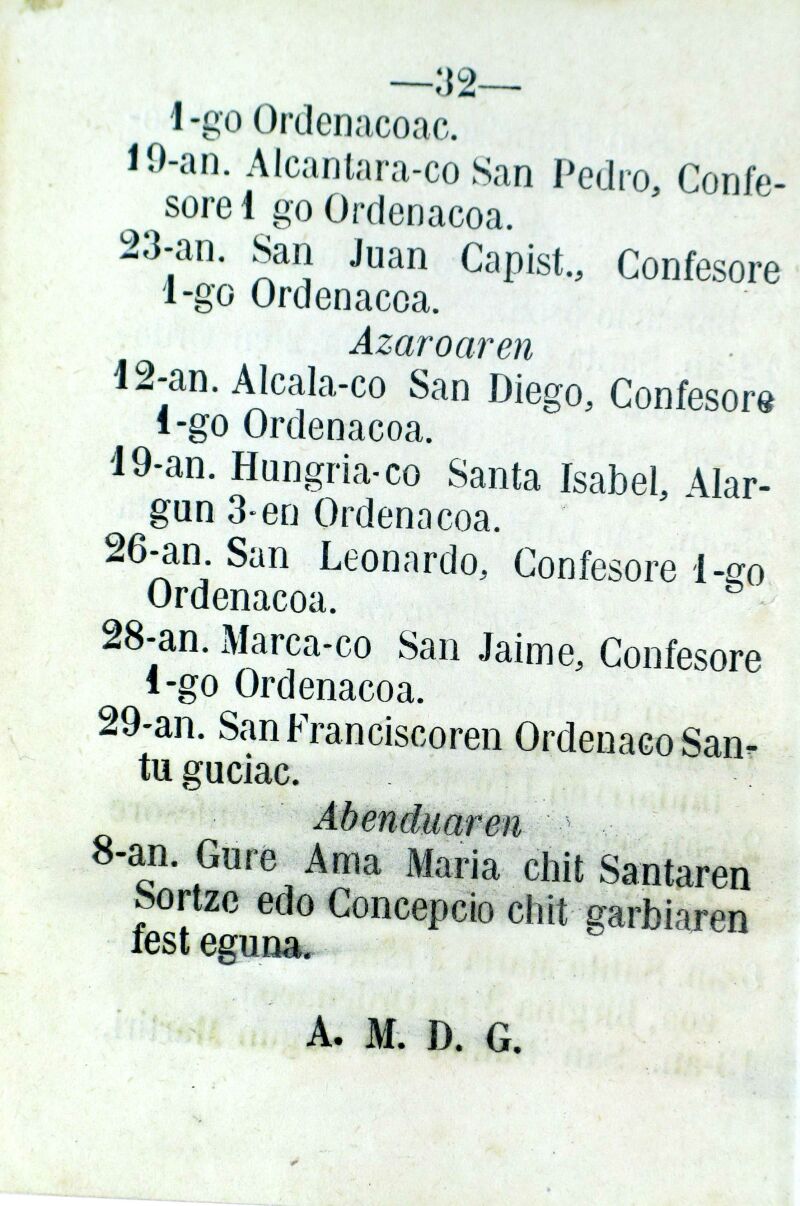 —32—
1-go Ordenacoac.
19-an. Alcantara-co San Pedro, Confe-
sore 1 go Ordenacoa.
23-an. San Juan Capist., Confesore
1-go Ordenacoa.
Azaroaren
12-an. Alcala-co San Diego, Confesore
1-go Ordenacoa.
19-an. Hungria-co Santa Isabel, Alar-
gun 3-en Ordenacoa.
26-an. San Leonardo, Confesore 1-go
Ordenacoa.
28-an. Marca-co San Jaime, Confesore
1-go Ordenacoa.
29-an. San Franciscoren Ordenaco San-
tu guciac.
Abenduaren
8-an. Gure Ama Maria chit Santaren
Sortze edo Concepcio chit garbiaren
fest eguna.
A. M. D. G.